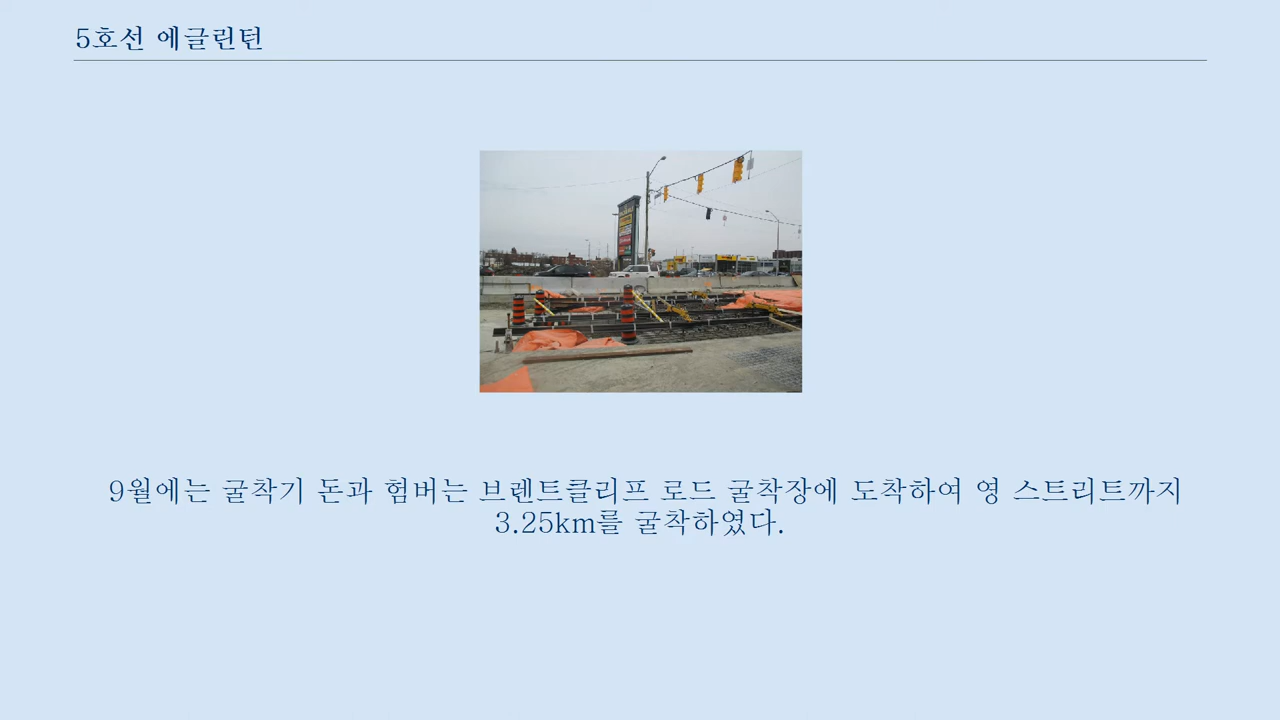 5호선 에글린턴
9월에는 굴착기 돈과 험버는 브렌트클리프 로드 굴착장에 도착하여 영 스트리트까지
3.25km를 굴착하였다.